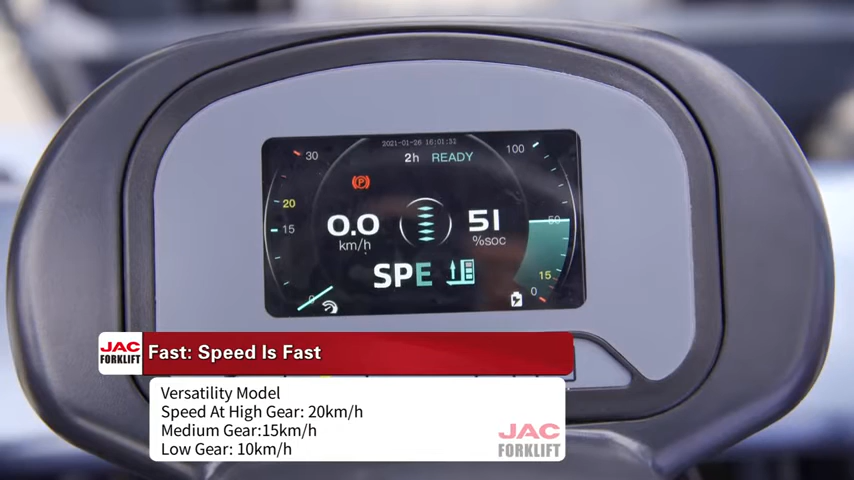 2021-01-26 16:01:32
2h READY
30
100
20
15
0.0
km/h
51
%soc
50
SPE
15
0
0
JAC
FORKLIFT
Fast: Speed Is Fast
Versatility Model
Speed At High Gear: 20km/h
Medium Gear:15km/h
Low Gear: 10km/h
JAC
FORKLIFT